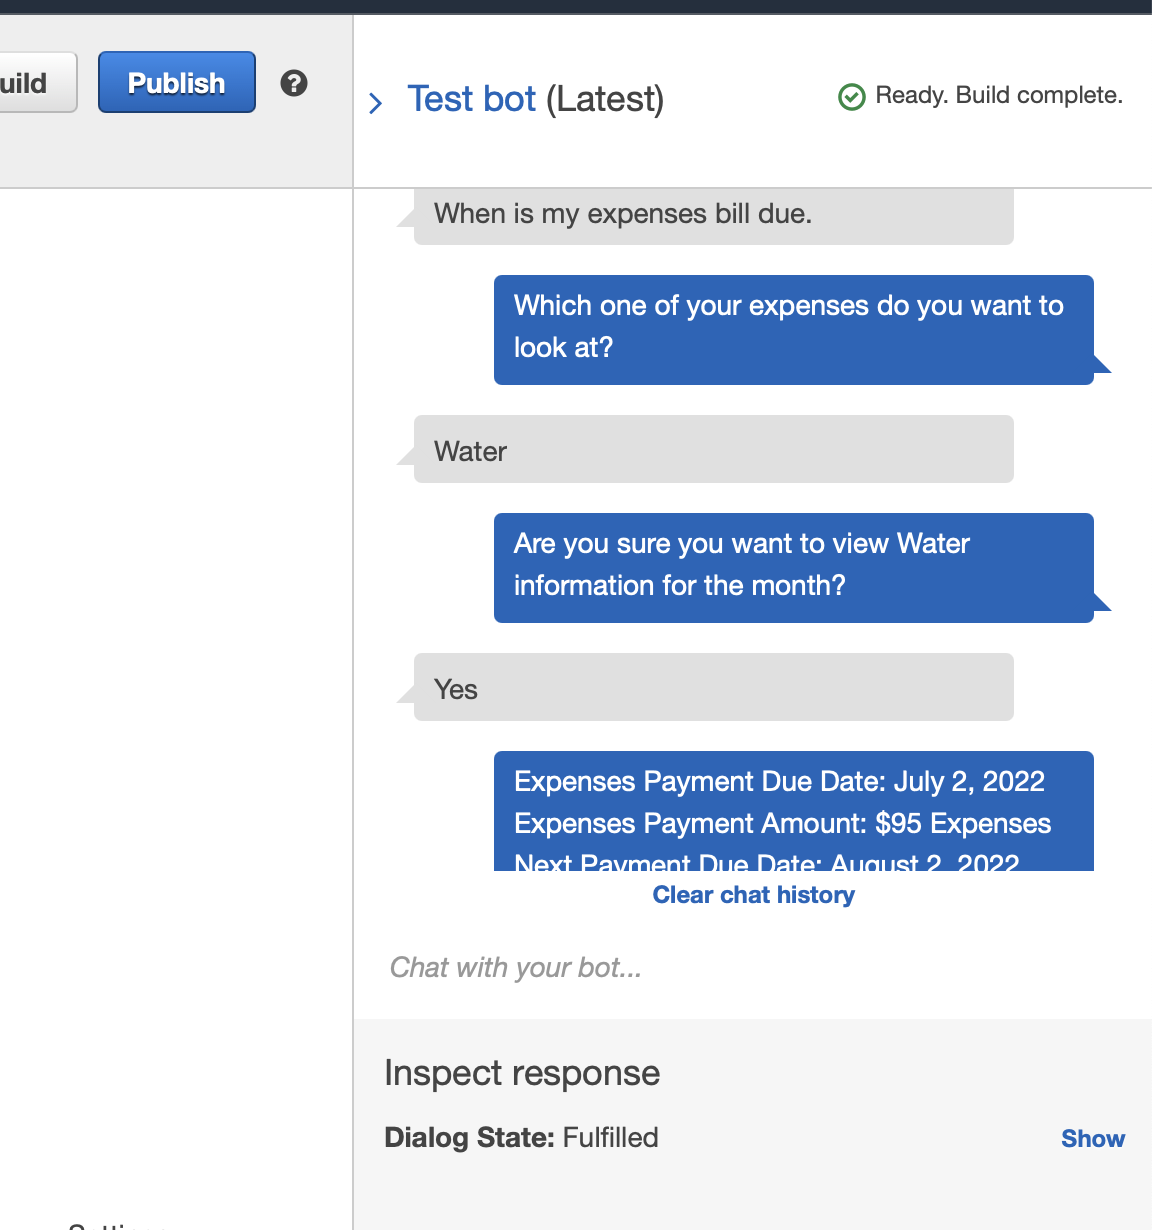 uild
Publish
?
Test bot (Latest)
Ready. Build complete.
When is my expenses bill due.
Which one of your expenses do you want to
look at?
Water
Are you sure you want to view Water
information for the month?
Yes
Expenses Payment Due Date: July 2, 2022
Expenses Payment Amount: $95 Expenses
Next Payment Due Date: August 2, 2022
Clear chat history
Chat with your bot...
Inspect response
Dialog State: Fulfilled
Show